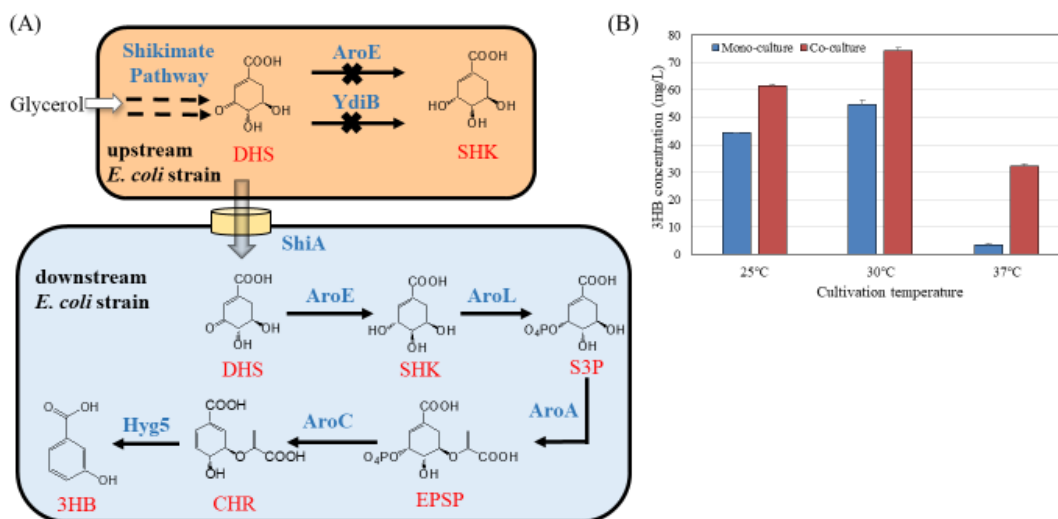 (A)
Shikimate
Pathway
Glycerol
COOH
O
OH
OH
DHS
AroE
YdiB
COOH
HO
OH
OH
SHK
upstream
E. coli strain
ShiA
downstream
E. coli strain
COOH
O
OH
OH
DHS
AroE
COOH
HO
OH
OH
SHK
AroL
COOH
O4PO
OH
OH
S3P
AroA
COOH
O4PO
O
COOH
OH
EPSP
AroC
COOH
O
COOH
OH
CHR
Hyg5
O
OH
OH
3HB
(B)
Mono-culture
Co-culture
3HB concentration (mg/L)
80
70
60
50
40
30
20
10
0
25°C
30°C
37°C
Cultivation temperature